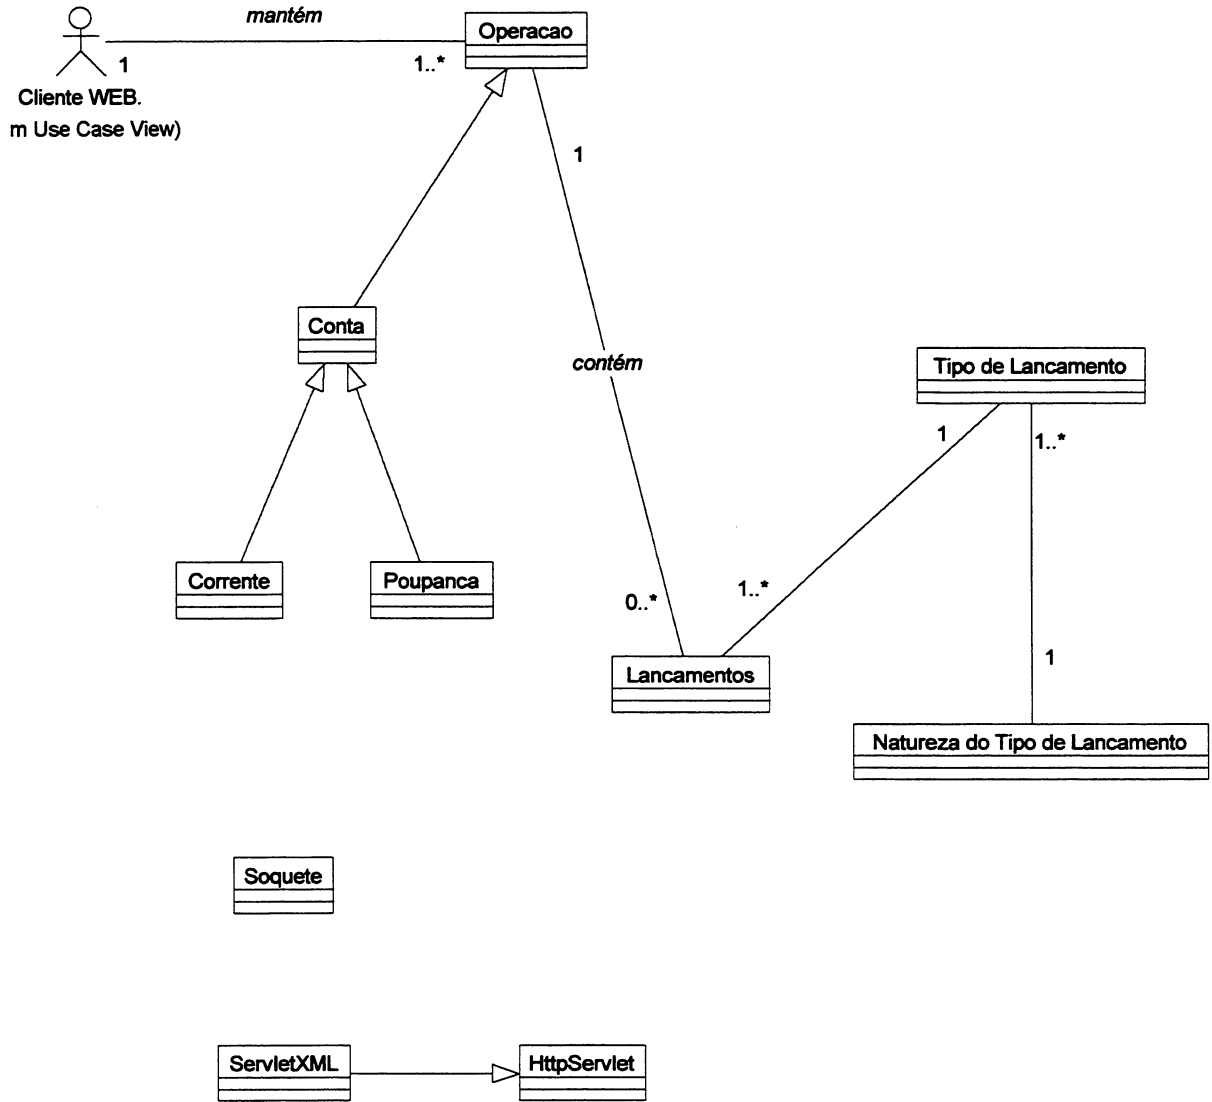 mantém
Operacao
1
1..*
Cliente WEB.
m Use Case View)
1
Conta
contém
Tipo de Lancamento
1
1..*
Corrente
Poupanca
0..*
1..*
Lancamentos
1
Natureza do Tipo de Lancamento
Soquete
ServletXML
HttpServlet